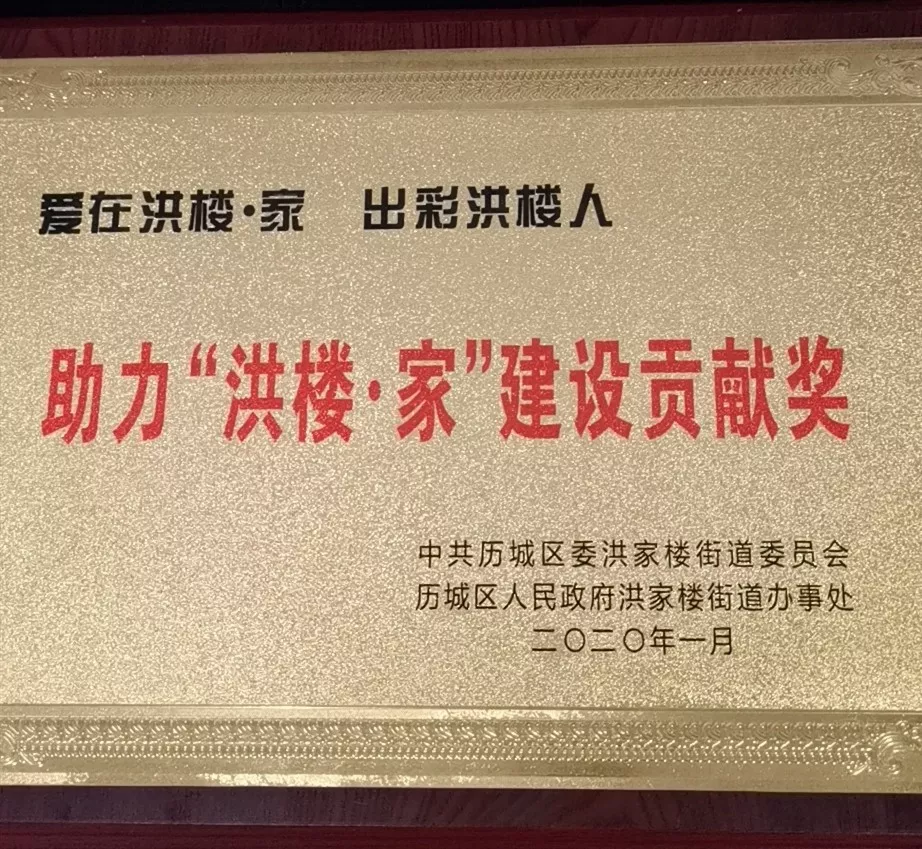 爱在洪楼·家 出彩洪楼人
助力“洪楼·家”建设贡献奖
中共历城区委洪家楼街道委员会
历城区人民政府洪家楼街道办事处
二〇二〇年一月